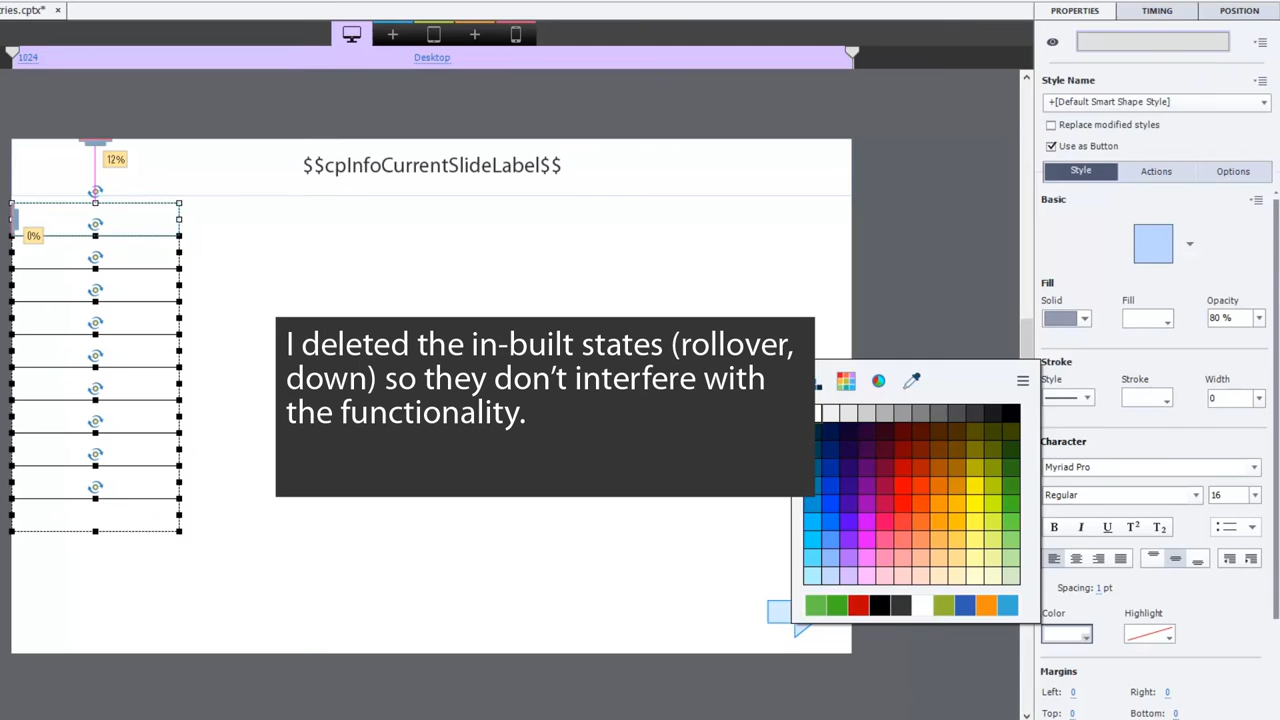 tries.cptx* ×
PROPERTIES
TIMING
POSITION
1024
Desktop
Style Name
+[Default Smart Shape Style]
Replace modified styles
Use as Button
Style
Actions
Options
12%
$$cpInfoCurrentSlideLabel$$
0%
Basic
Fill
Solid
Fill
Opacity
80 %
Stroke
Style
Stroke
Width
0
I deleted the in-built states (rollover,
down) so they don’t interfere with
the functionality.
Character
Myriad Pro
Regular
16
B I U T² T₂
Spacing: 1 pt
Color
Highlight
Margins
Left: 0
Right: 0
Top: 0
Bottom: 0